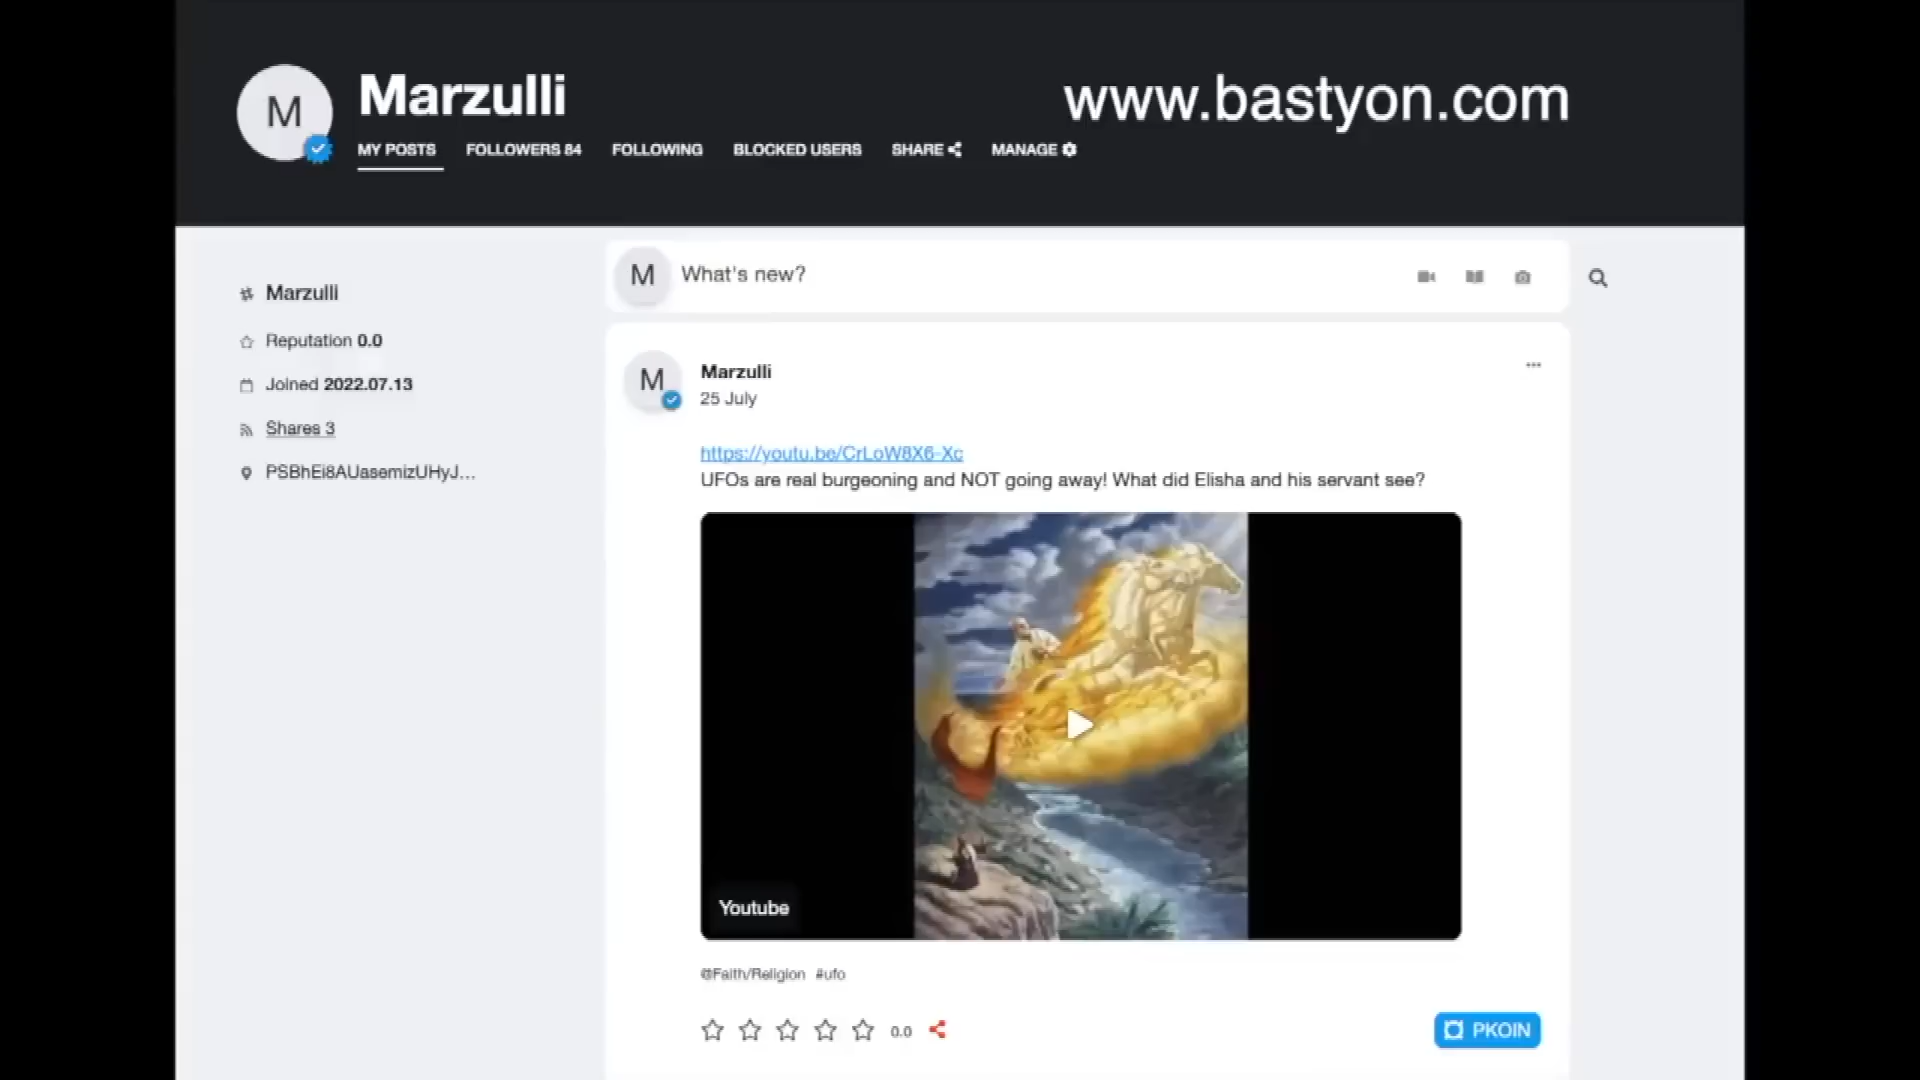 M
Marzulli
www.bastyon.com
MY POSTS FOLLOWERS 84 FOLLOWING BLOCKED USERS SHARE MANAGE
Marzulli
Reputation 0.0
Joined 2022.07.13
Shares 3
PSBhEi8AUasemizUHyJ...
M What's new?
M Marzulli
25 July
https://youtu.be/CrLoW8X6-Xc
UFOs are real burgeoning and NOT going away! What did Elisha and his servant see?
Youtube
@Faith/Religion #ufo
0.0
PKOIN